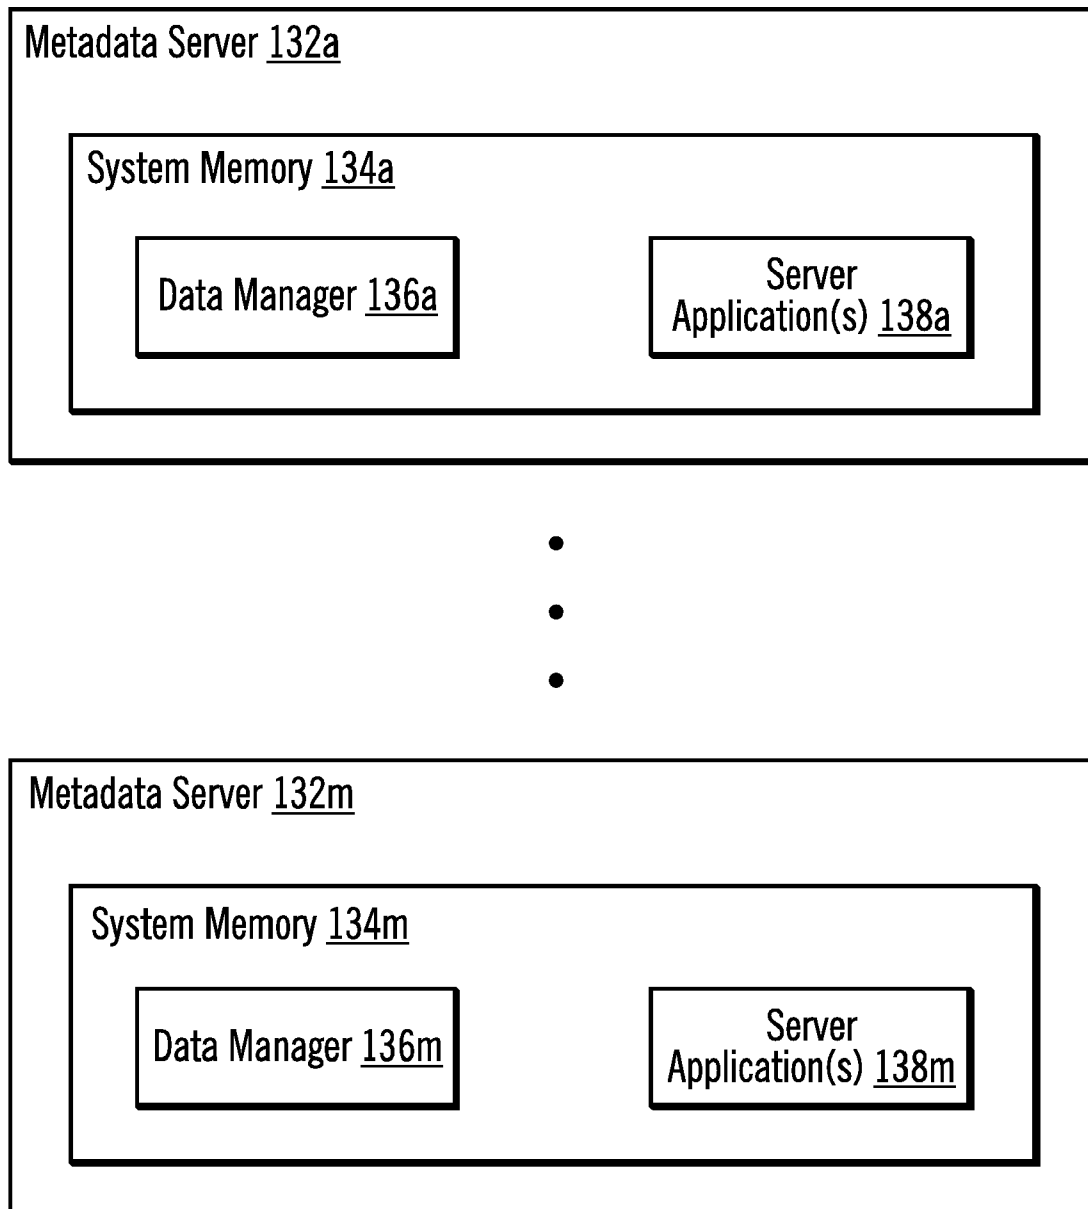 Metadata Server 132a
System Memory 134a
Data Manager 136a
Server
Application(s) 138a
Metadata Server 132m
System Memory 134m
Data Manager 136m
Server
Application(s) 138m